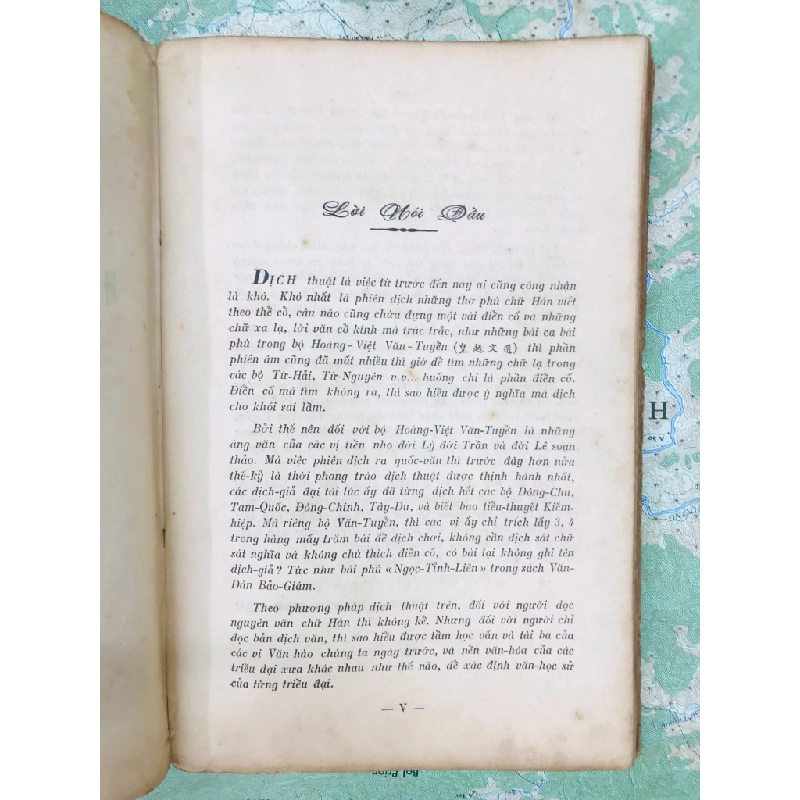 Lời Nói Đầu
DỊCH thuật là việc từ trước đến nay ai cũng công nhận
là khó. Khó nhất là phiên dịch những thơ phú chữ Hán viết
theo thể cổ, câu nào cũng chứa đựng một vài điển cố và những
chữ xa lạ, lời văn cổ kính mà trúc trắc, như những bài ca bài
phú trong bộ Hoàng-Việt Văn-Tuyển (皇越文選) thì phần
phiên âm cũng đã mất nhiều thì giờ để tìm những chữ lạ trong
các bộ Từ-Hải, Từ-Nguyên v.v... huống chi là phần điển cố.
Điển cố mà tìm không ra, thì sao hiểu được ý nghĩa mà dịch
cho khỏi sai lầm.
Bởi thế nên đối với bộ Hoàng-Việt Văn-Tuyển là những
áng văn của các vị tiền nho đời Lý đời Trần và đời Lê soạn
thảo. Mà việc phiên dịch ra quốc-văn thì trước đây hơn nửa
thế-kỷ là thời phong trào dịch thuật được thịnh hành nhất,
các dịch-giả đại tài lúc ấy đã từng dịch hết các bộ Đông-Chu,
Tam-Quốc, Đông-Chinh, Tây-Du, và biết bao tiểu-thuyết Kiếm-
hiệp. Mà riêng bộ Văn-Tuyển, thì các vị ấy chỉ trích lấy 3, 4
trong hàng mấy trăm bài để dịch chơi, không cần dịch sát chữ
sát nghĩa và không chú thích điển cố, có bài lại không ghi tên
dịch-giả? Tức như bài phú «Ngọc-Tỉnh-Liên» trong sách Văn-
Đàn Bảo-Giám.
Theo phương pháp dịch thuật trên, đối với người đọc
nguyên văn chữ Hán thì không kể. Nhưng đối với người chỉ
đọc bản dịch văn, thì sao hiểu được tầm học vấn và tài ba của
các vị Văn hào chúng ta ngày trước, và nền văn-hóa của các
triều đại xưa khác nhau như thế nào, để xác định văn-học sử
của từng triều đại.
— V —
H